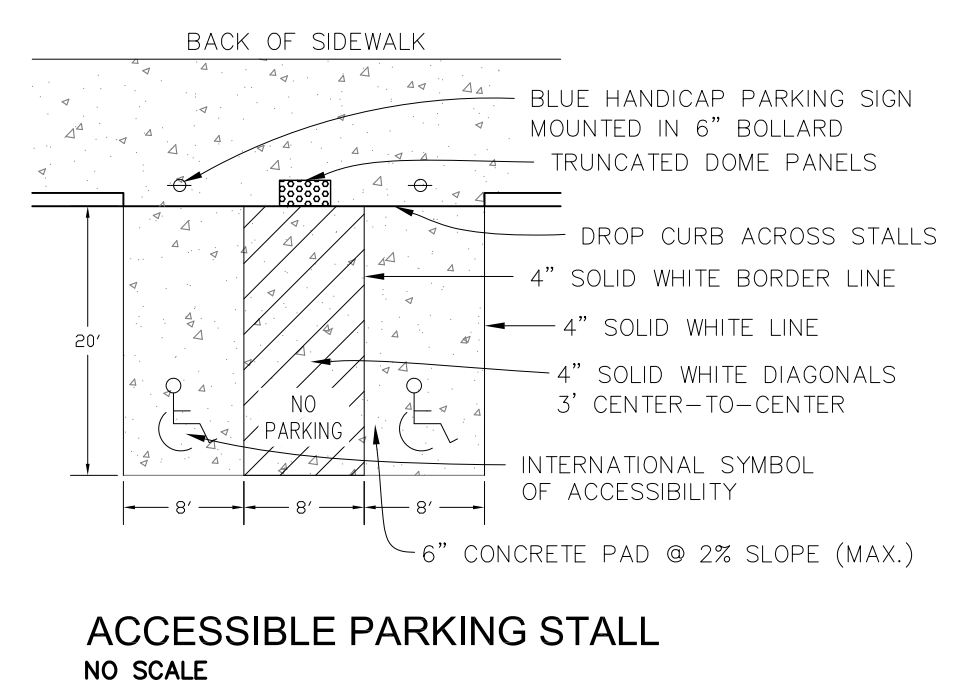 BACK OF SIDEWALK
BLUE HANDICAP PARKING SIGN
MOUNTED IN 6" BOLLARD
TRUNCATED DOME PANELS
DROP CURB ACROSS STALLS
4" SOLID WHITE BORDER LINE
4" SOLID WHITE LINE
20'
4" SOLID WHITE DIAGONALS
3' CENTER-TO-CENTER
NO
PARKING
INTERNATIONAL SYMBOL
OF ACCESSIBILITY
8' 8' 8'
6" CONCRETE PAD @ 2% SLOPE (MAX.)
ACCESSIBLE PARKING STALL
NO SCALE